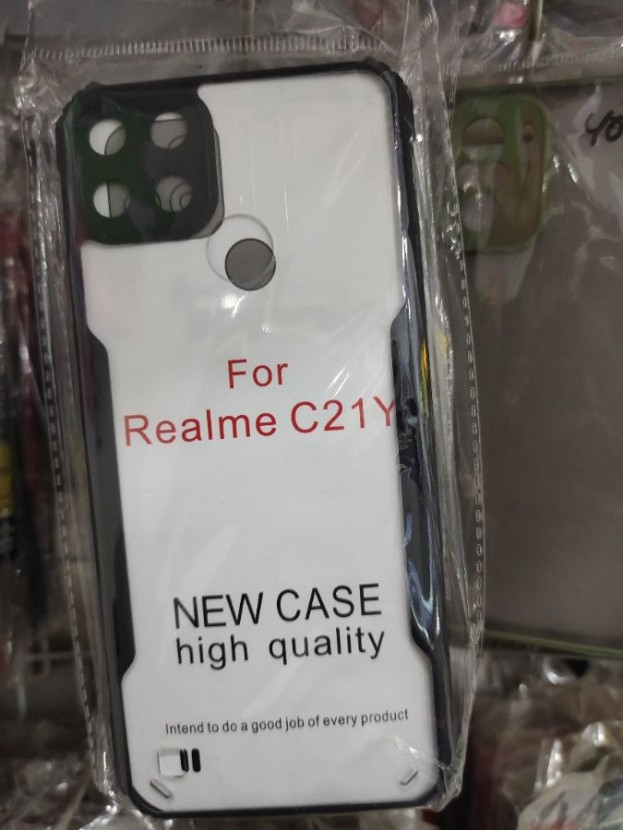 For
Realme C21Y
NEW CASE
high quality
Intend to do a good job of every product